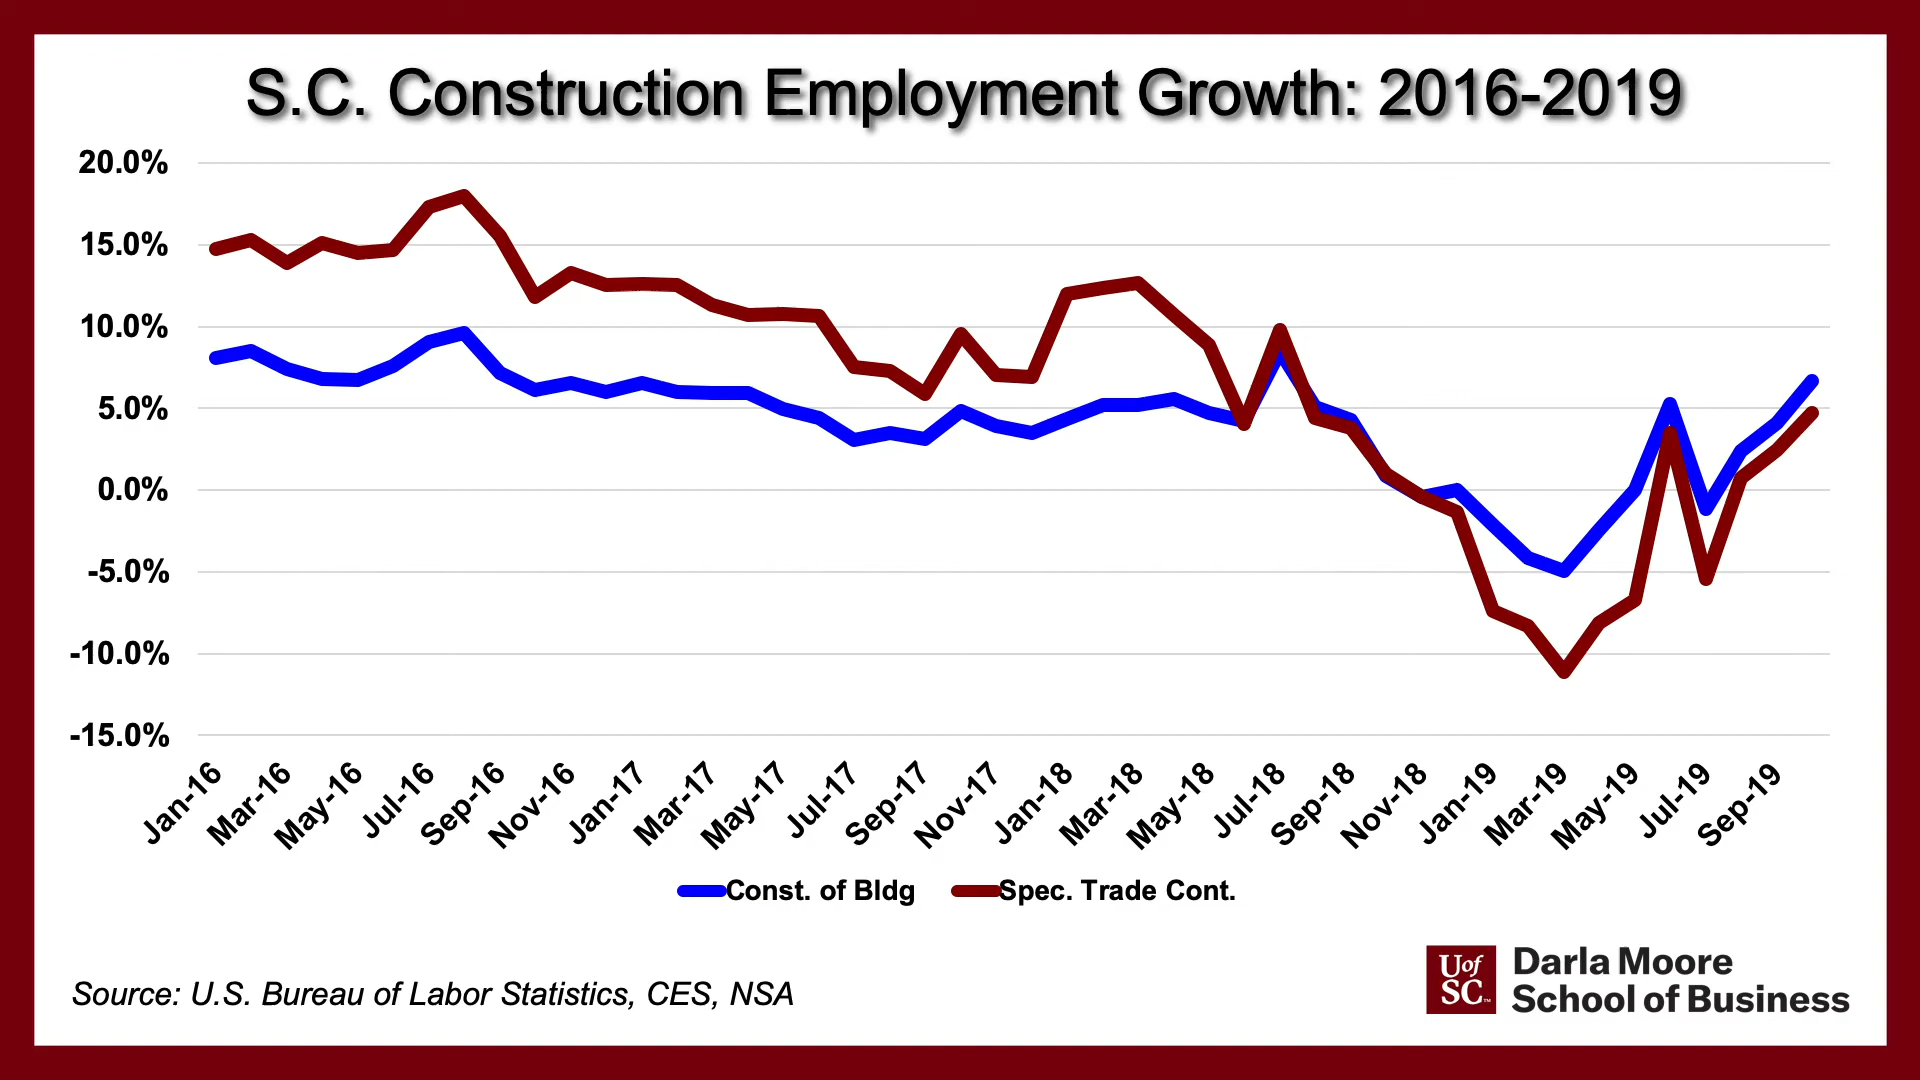 S.C. Construction Employment Growth: 2016-2019
20.0%
15.0%
10.0%
5.0%
0.0%
-5.0%
-10.0%
-15.0%
Jan-16
Mar-16
May-16
Jul-16
Sep-16
Nov-16
Jan-17
Mar-17
May-17
Jul-17
Sep-17
Nov-17
Jan-18
Mar-18
May-18
Jul-18
Sep-18
Nov-18
Jan-19
Mar-19
May-19
Jul-19
Sep-19
Const. of Bldg
Spec. Trade Cont.
Source: U.S. Bureau of Labor Statistics, CES, NSA
Uof
SC™
Darla Moore
School of Business